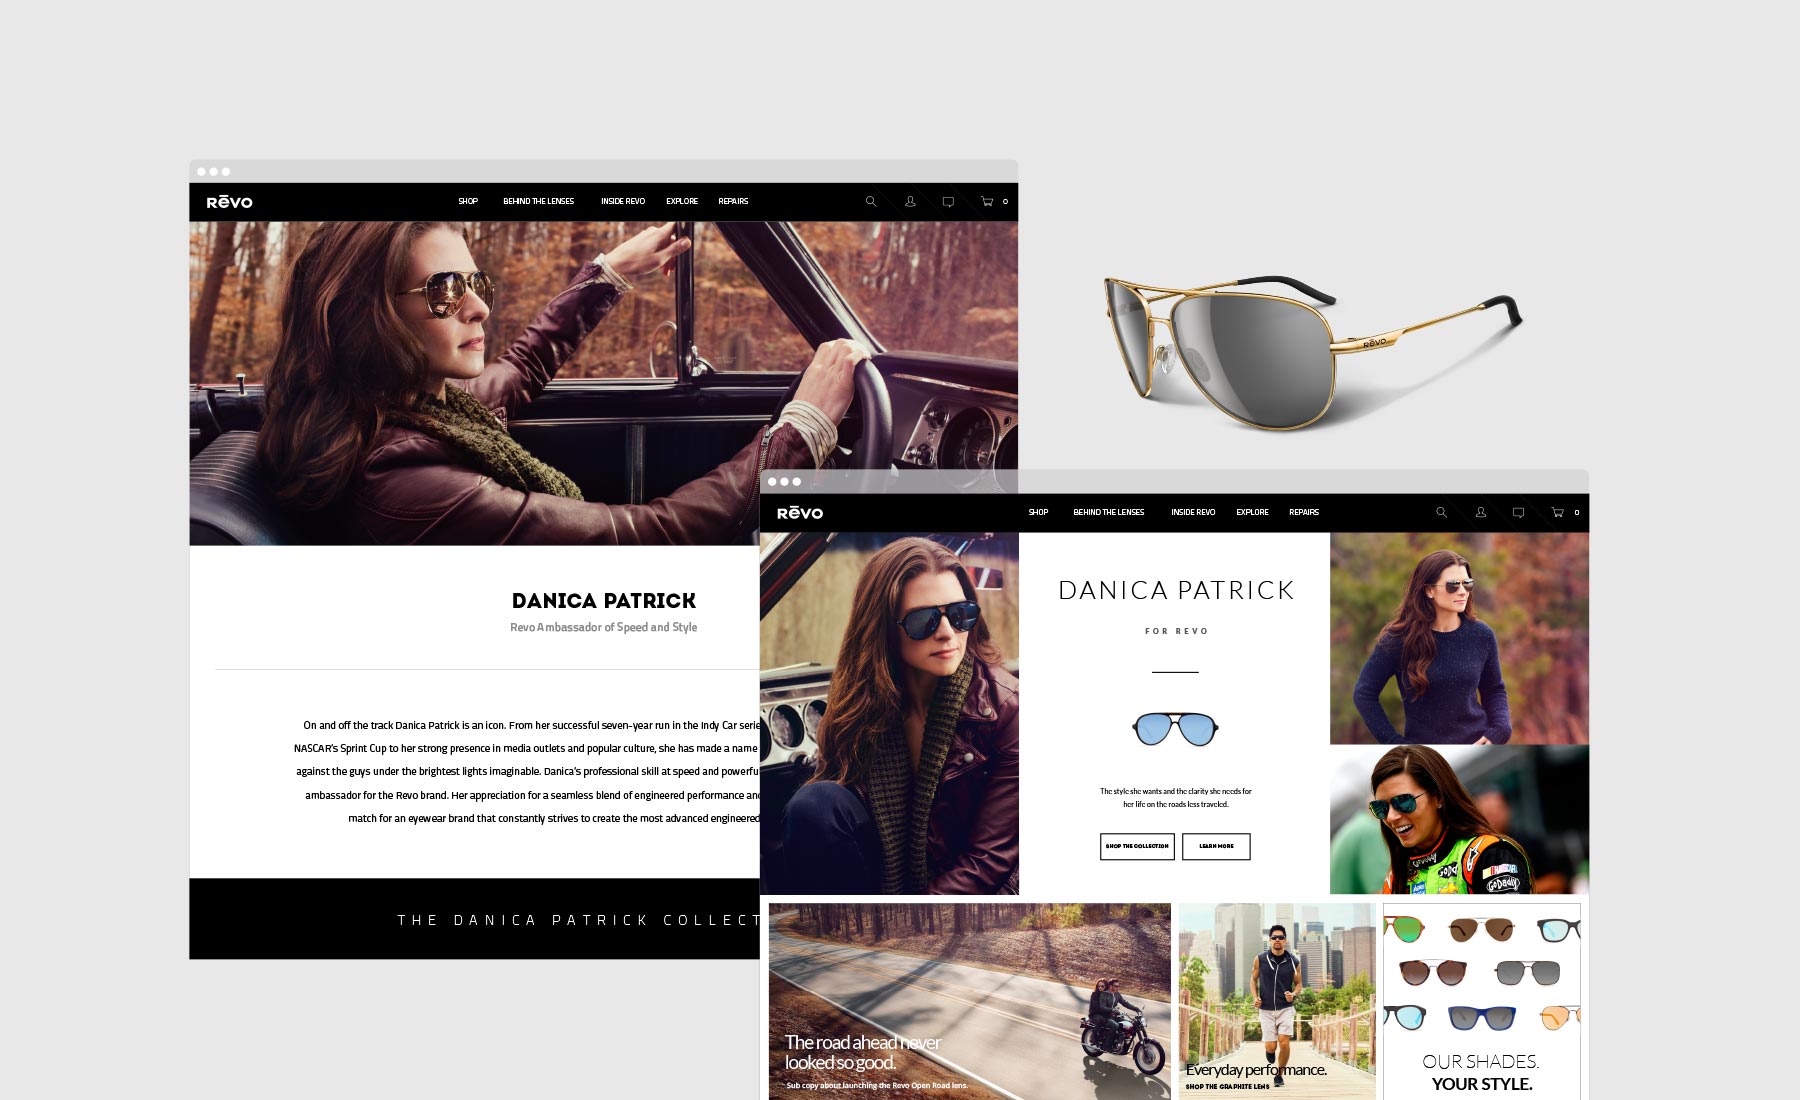 RēVO
SHOP BEHIND THE LENSES INSIDE REVO EXPLORE REPAIRS
0
DANICA PATRICK
Revo Ambassador of Speed and Style
On and off the track Danica Patrick is an icon. From her successful seven-year run in the Indy Car
NASCAR's Sprint Cup to her strong presence in media outlets and popular culture, she has made a name
against the guys under the brightest lights imaginable. Danica's professional skill at speed and
ambassador for the Revo brand. Her appreciation for a seamless blend of engineered performance
match for an eyewear brand that constantly strives to create the most advanced engineered
THE DANICA PATRICK COLLECT
RēVO
RēVO
SHOP BEHIND THE LENSES INSIDE REVO EXPLORE REPAIRS
0
DANICA PATRICK
FOR REVO
The style she wants and the clarity she needs for
her life on the roads less traveled.
SHOP THE COLLECTION LEARN MORE
NASCAR
GoDaddy
The road ahead never
looked so good.
Sub copy about launching the Revo Open Road lens.
Everyday performance.
SHOP THE GRAPHITE LENS
OUR SHADES.
YOUR STYLE.